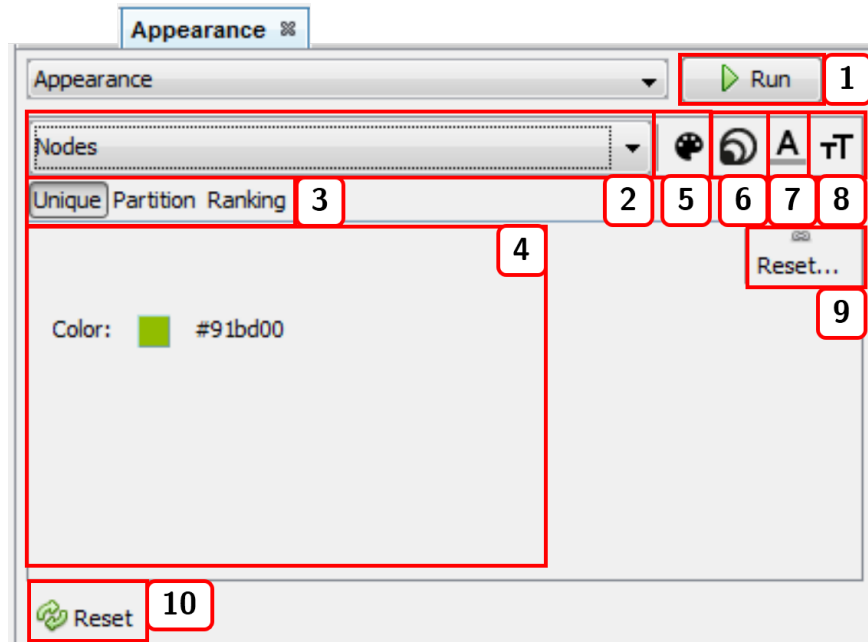 Appearance
Appearance
Run
1
Nodes
A
TT
2
5
6
7
8
Unique Partition Ranking
3
4
Reset...
9
Color:
#91bd00
Reset
10